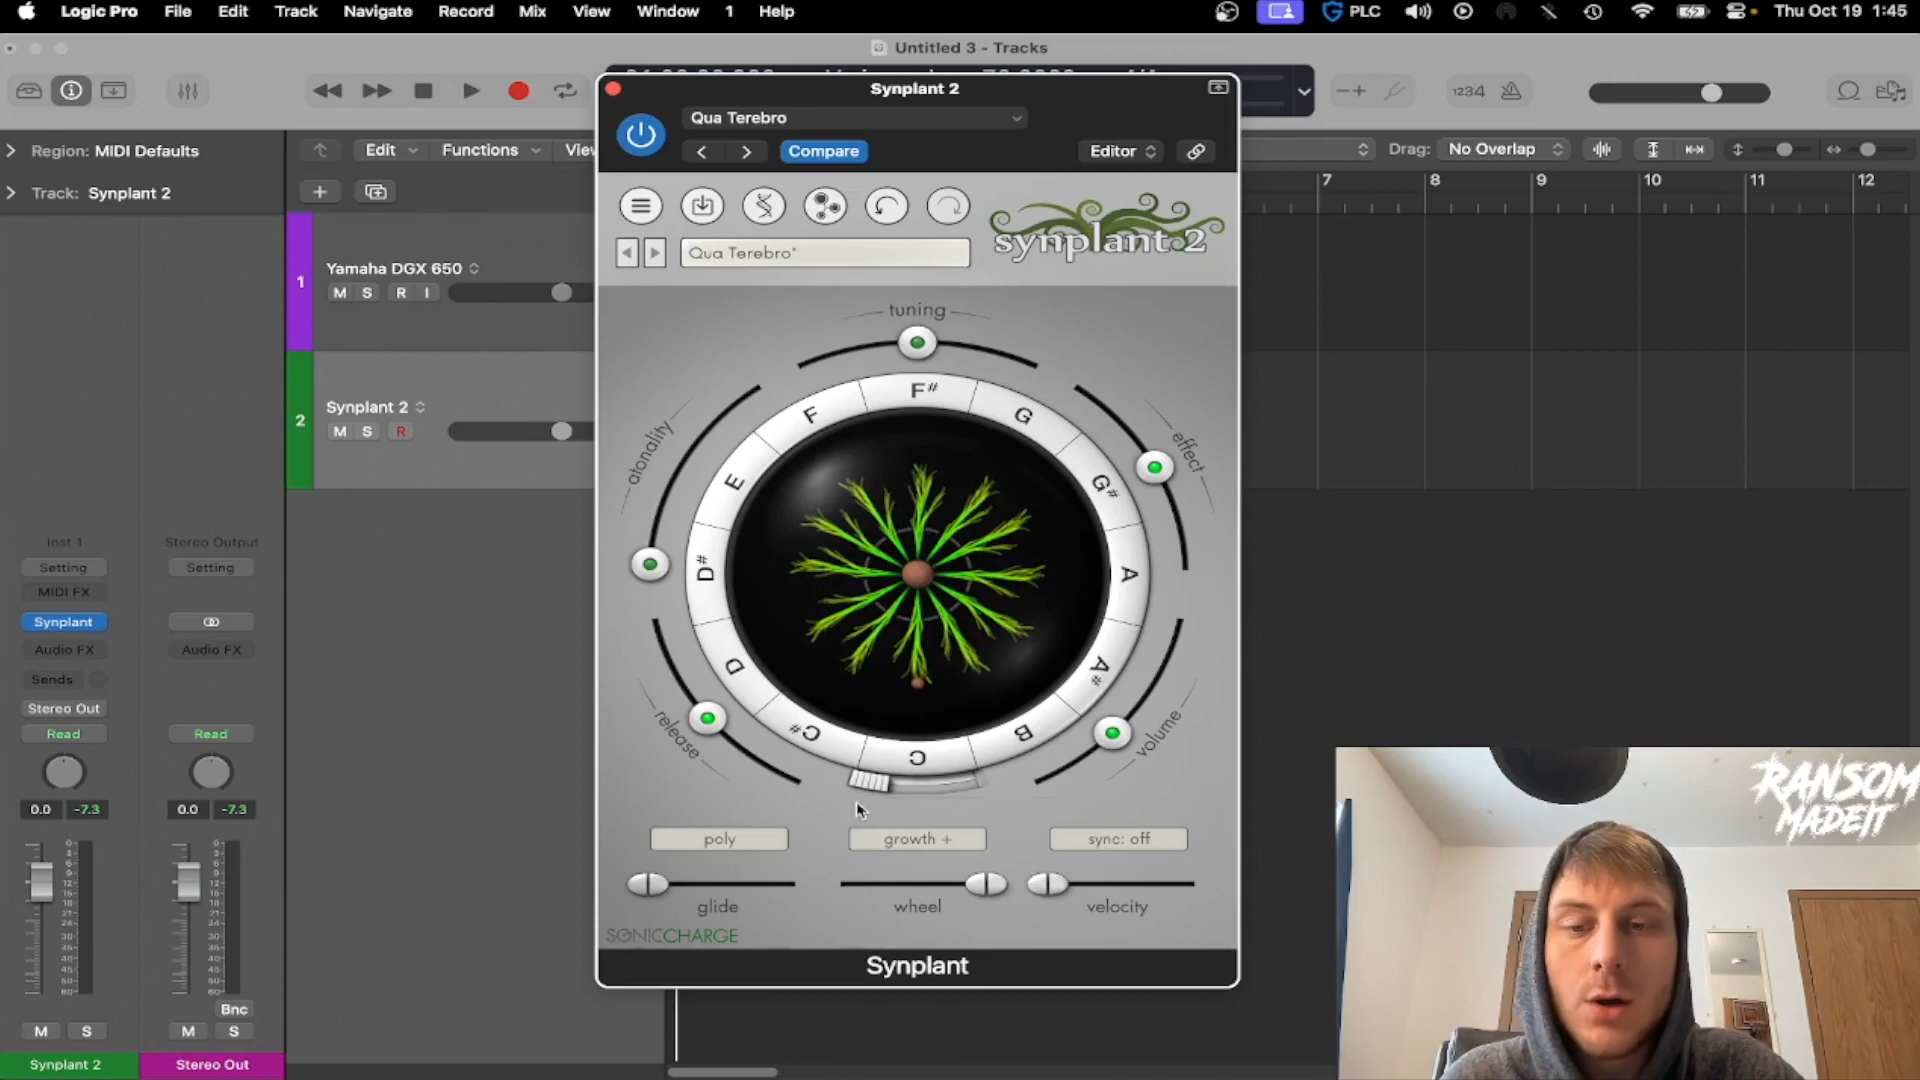 Logic Pro File Edit Track Navigate Record Mix View Window 1 Help PLC Thu Oct 19 1:45
Untitled 3 - Tracks
1234
Synplant 2
Qua Terebro
Compare
Editor
Region: MIDI Defaults
Edit Functions
Drag: No Overlap
Track: Synplant 2
7 8 9 10 11 12
synplant 2
Qua Terebro*
1
Yamaha DGX 650
M S R I
2
Synplant 2
M S R
tuning
atonality
effect
release
volume
F#
G
G#
A
A#
B
C
C#
D
D#
E
F
poly
growth +
sync: off
glide
wheel
velocity
SONICCHARGE
Synplant
Inst 1 Stereo Output
Setting Setting
MIDI FX
Synplant
Audio FX Audio FX
Sends
Stereo Out
Read Read
0.0 -7.3 0.0 -7.3
Bnc
M S M S
Synplant 2 Stereo Out
RANSOM
MADEIT